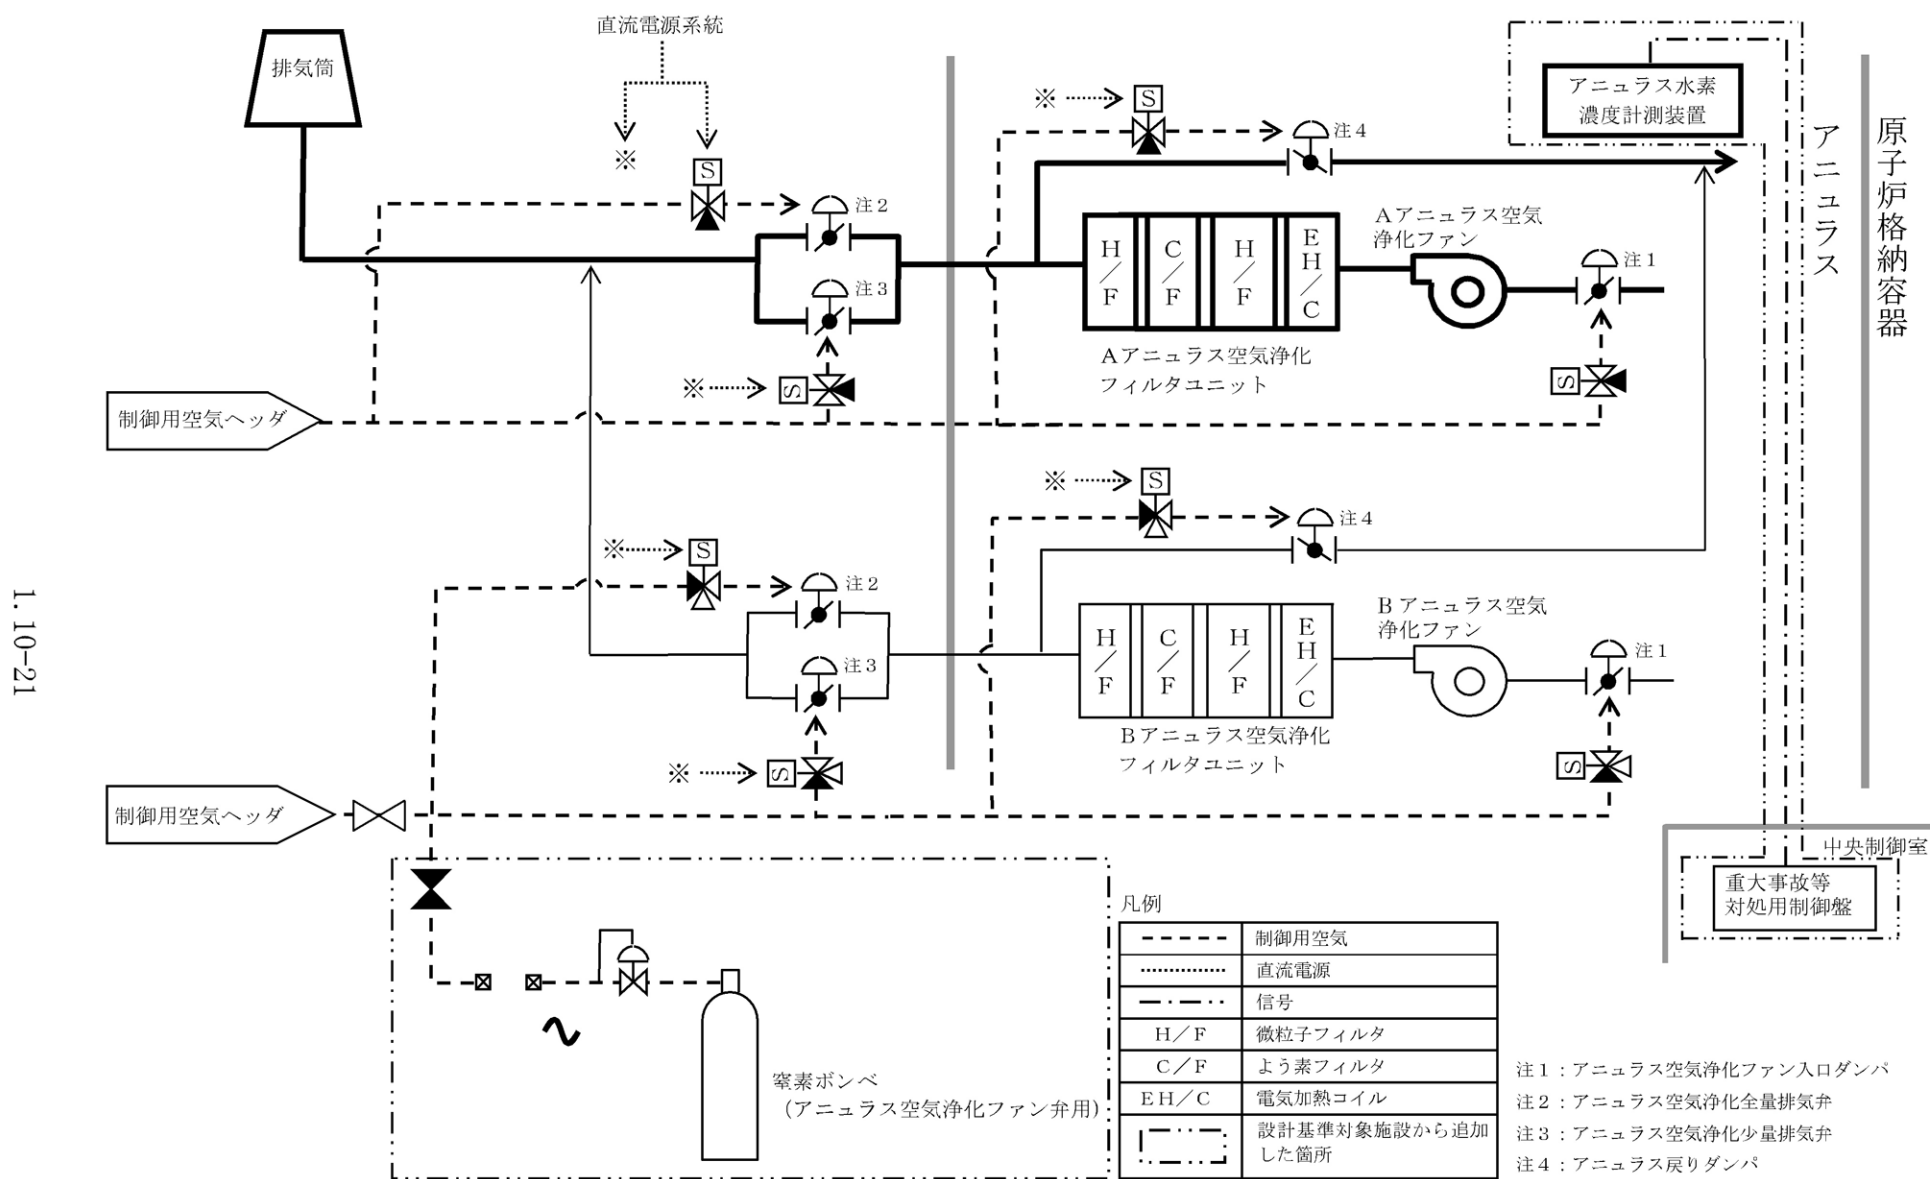 直流電源系統
排気筒
※
※
S
S
注4
アニュラス水素
濃度計測装置
アニュラス
原子炉格納容器
注2
注3
H/F
C/F
H/F
EH/C
Aアニュラス空気
浄化ファン
注1
Aアニュラス空気浄化
フィルタユニット
※
S
S
制御用空気ヘッダ
※
S
注4
※
S
注2
注3
H/F
C/F
H/F
EH/C
Bアニュラス空気
浄化ファン
注1
Bアニュラス空気浄化
フィルタユニット
※
S
S
制御用空気ヘッダ
1.10-21
中央制御室
重大事故等
対処用制御盤
窒素ボンベ
(アニュラス空気浄化ファン弁用)
凡例
制御用空気
直流電源
信号
H/F 微粒子フィルタ
C/F よう素フィルタ
EH/C 電気加熱コイル
設計基準対象施設から追加
した箇所
注1:アニュラス空気浄化ファン入口ダンパ
注2:アニュラス空気浄化全量排気弁
注3:アニュラス空気浄化少量排気弁
注4:アニュラス戻りダンパ